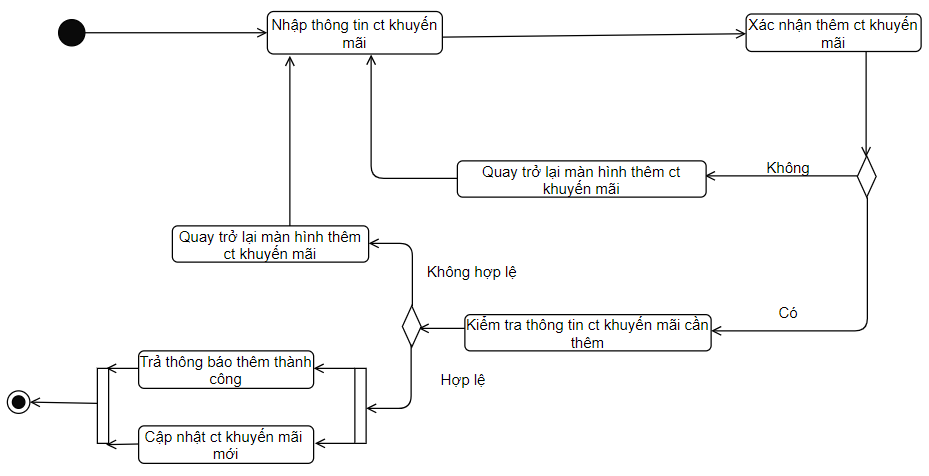 Nhập thông tin ct khuyến
mãi
Xác nhận thêm ct khuyến
mãi
Không
Quay trở lại màn hình thêm ct
khuyến mãi
Quay trở lại màn hình thêm
ct khuyến mãi
Không hợp lệ
Có
Kiểm tra thông tin ct khuyến mãi cần
thêm
Hợp lệ
Trả thông báo thêm thành
công
Cập nhật ct khuyến mãi
mới